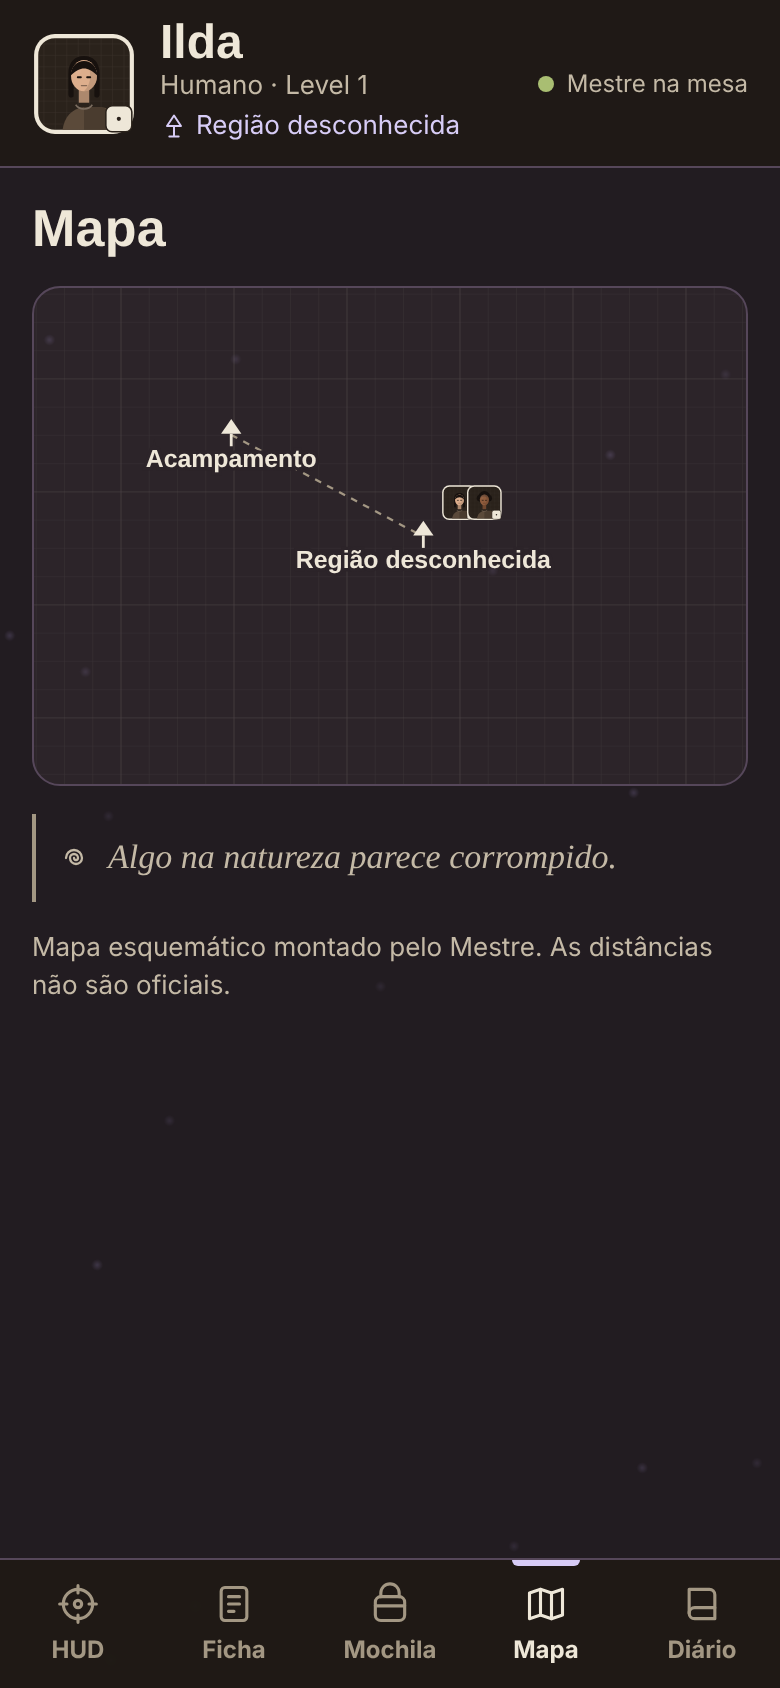 Ilda
Humano · Level 1
Mestre na mesa
Região desconhecida
Mapa
Acampamento
Região desconhecida
Algo na natureza parece corrompido.
Mapa esquemático montado pelo Mestre. As distâncias
não são oficiais.
HUD
Ficha
Mochila
Mapa
Diário